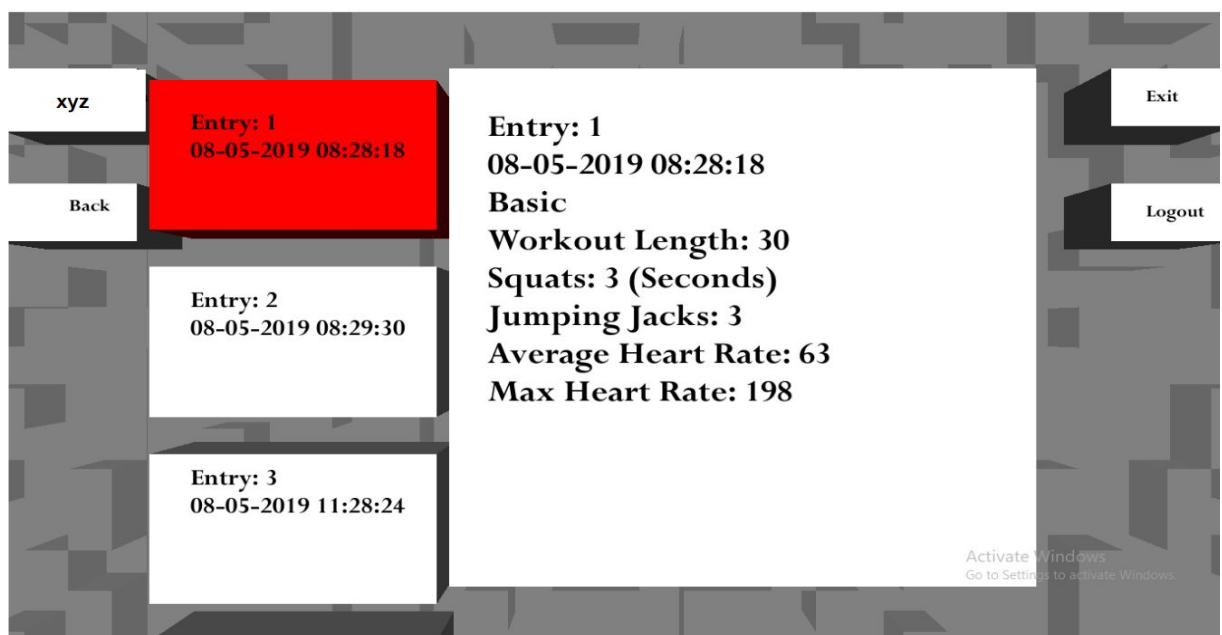 xyz
Back
Entry: 1
08-05-2019 08:28:18
Entry: 2
08-05-2019 08:29:30
Entry: 3
08-05-2019 11:28:24
Entry: 1
08-05-2019 08:28:18
Basic
Workout Length: 30
Squats: 3 (Seconds)
Jumping Jacks: 3
Average Heart Rate: 63
Max Heart Rate: 198
Exit
Logout
Activate Windows
Go to Settings to activate Windows.